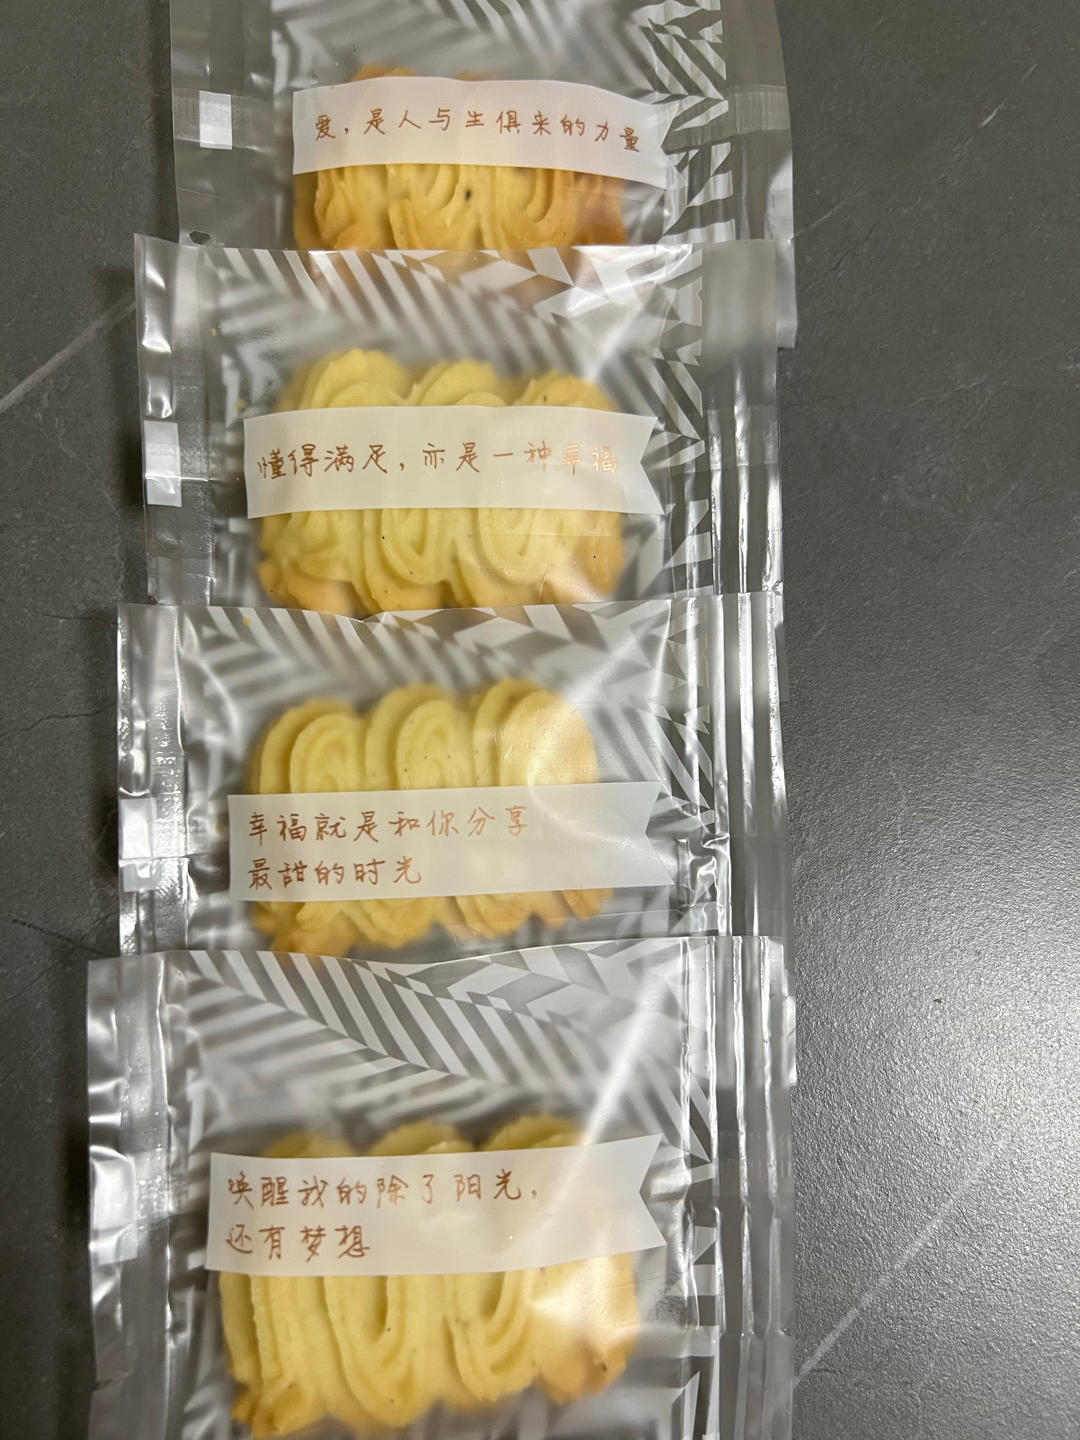 爱，是人与生俱来的力量
懂得满足，亦是一种幸福
幸福就是和你分享
最甜的时光
唤醒我的除了阳光，
还有梦想